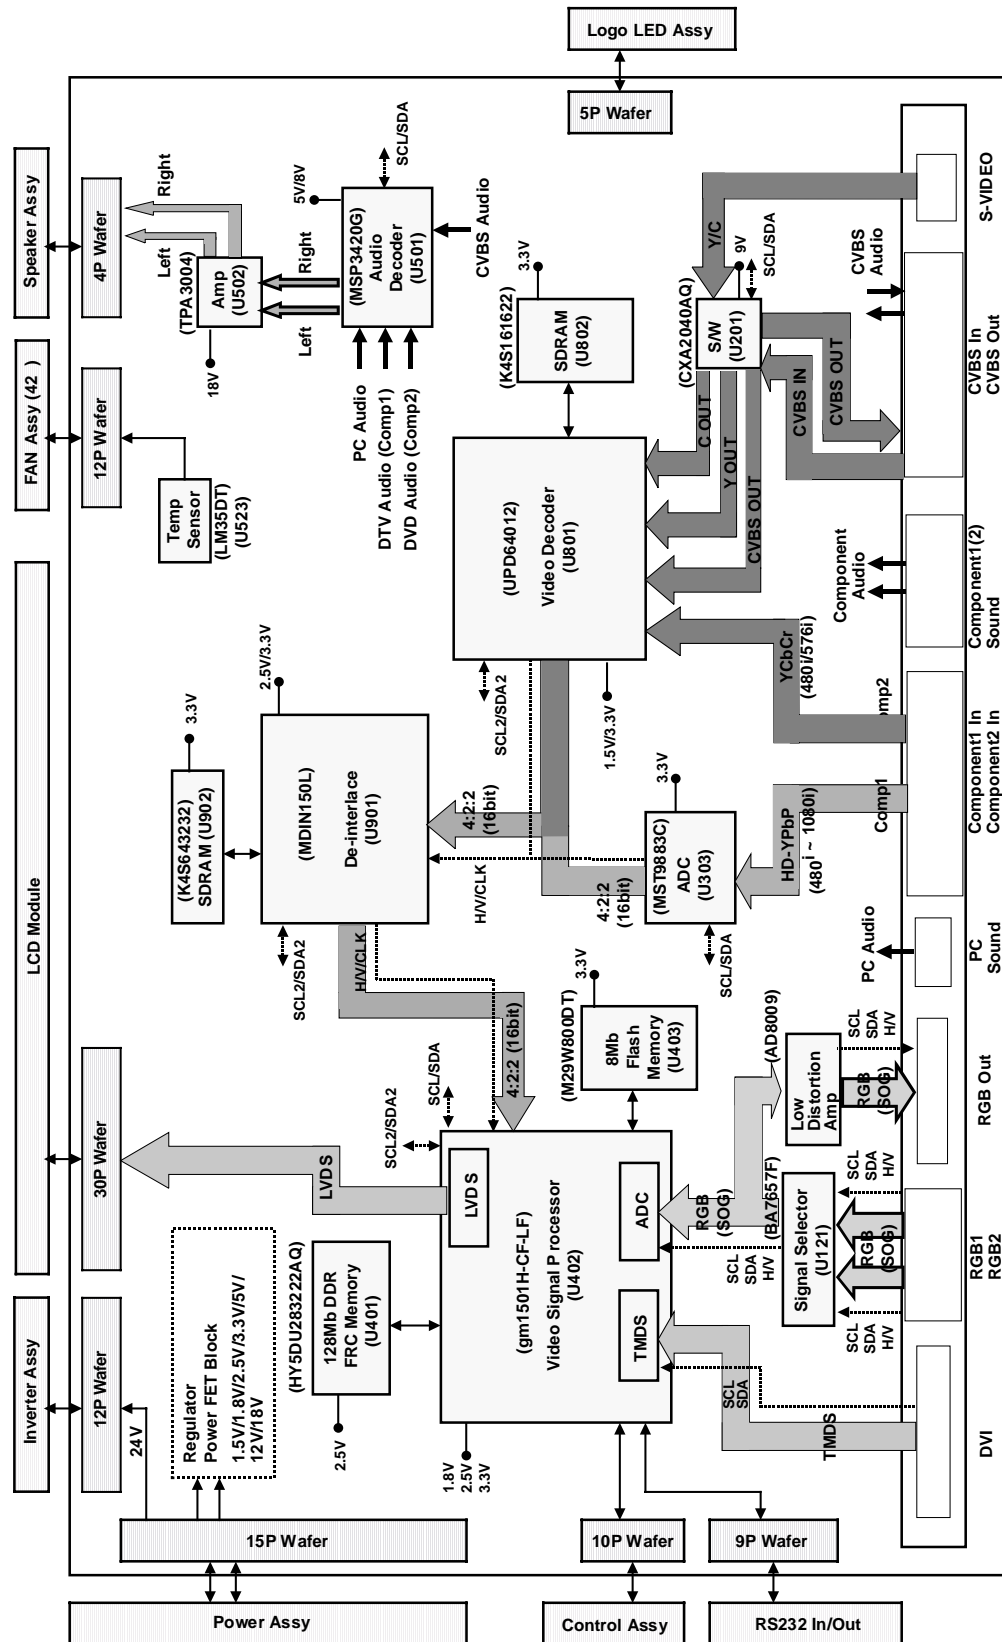 Logo LED Assy
5P Wafer
Speaker Assy
4P Wafer
Right
Left
(TPA3004)
Amp
(U502)
18V
Right
Left
5V/8V
SCL/SDA
(MSP3420G)
Audio
Decoder
(U501)
CVBS Audio
PC Audio
DTV Audio (Comp1)
DVD Audio (Comp2)
FAN Assy (42 )
12P Wafer
Temp
Sensor
(LM35DT)
(U523)
(K4S161622)
SDRAM
(U802)
3.3V
Y/C
9V
SCL/SDA
(CXA2040AQ)
S/W
(U201)
C OUT
Y OUT
CVBS OUT
CVBS IN
CVBS OUT
S-VIDEO
CVBS
Audio
CVBS In
CVBS Out
(UPD64012)
Video Decoder
(U801)
SCL2/SDA2
1.5V/3.3V
YCbCr
(480i/576i)
Component
Audio
Component1(2)
Sound
LCD Module
2.5V/3.3V
3.3V
(K4S643232)
SDRAM (U902)
(MDIN150L)
De-interlace
(U901)
SCL2/SDA2
4:2:2
(16bit)
H/V/CLK
4:2:2
(16bit)
3.3V
(MST9883C)
ADC
(U303)
SCL/SDA
HD-YPbP
(480i ~ 1080i)
Comp1
omp2
Component1 In
Component2 In
H/V/CLK
4:2:2 (16bit)
3.3V
(M29W800DT)
8Mb
Flash
Memory
(U403)
PC Audio
PC
Sound
30P Wafer
LVDS
SCL2/SDA2
SCL/SDA
LVDS
ADC
TMDS
(gm1501H-CF-LF)
Video Signal P rocessor
(U402)
RGB
(SOG)
(AD8009)
Low
Distortion
Amp
SCL
SDA
H/V
RGB
(SOG)
RGB Out
(BA7657F)
Signal Selector
(U121)
SCL
SDA
H/V
SCL
SDA
H/V
RGB
(SOG)
SCL
SDA
H/V
RGB1
RGB2
(HY5DU283222AQ)
128Mb DDR
FRC Memory
(U401)
2.5V
1.8V
2.5V
3.3V
SCL
SDA
TMDS
DVI
Inverter Assy
12P Wafer
24V
Regulator
Power FET Block
1.5V/1.8V/2.5V/3.3V/5V/
12V/18V
15P Wafer
10P Wafer
9P Wafer
Power Assy
Control Assy
RS232 In/Out